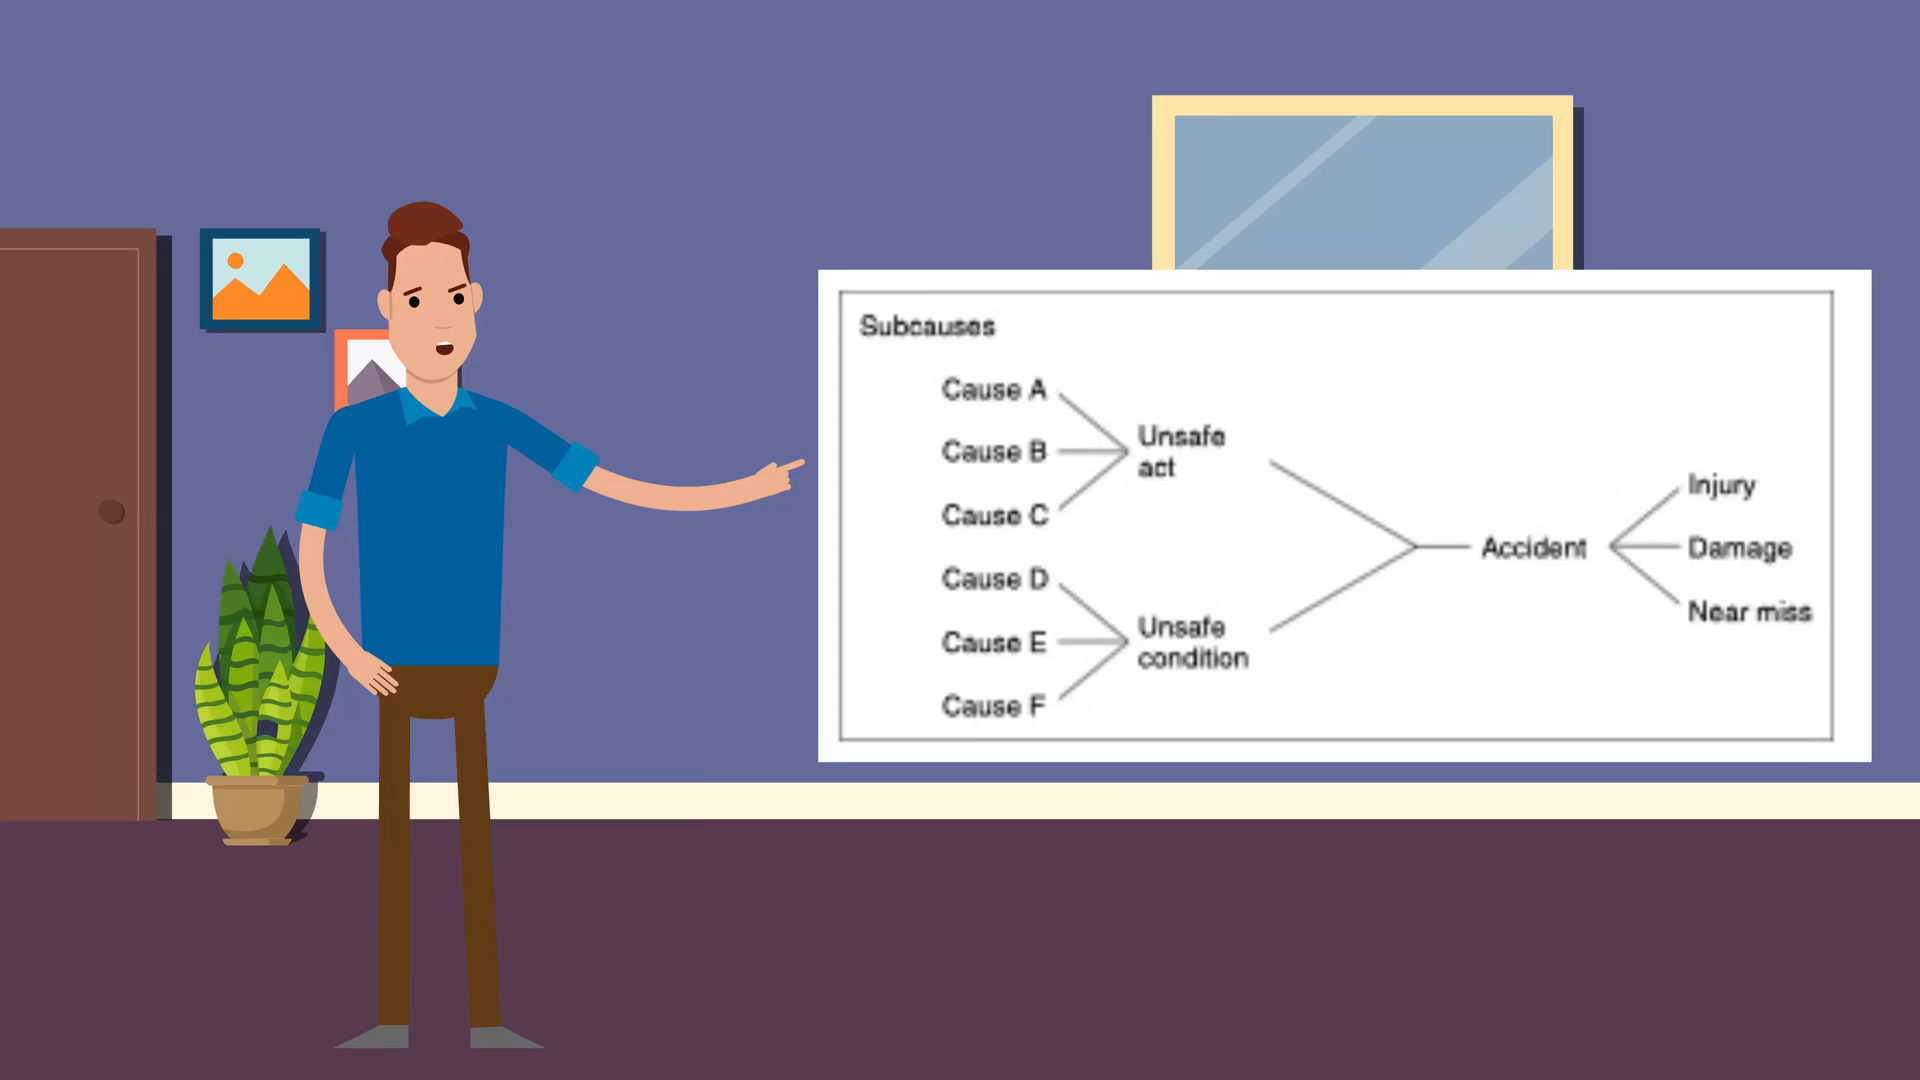 Subcauses
Cause A
Cause B
Cause C
Cause D
Cause E
Cause F
Unsafe
act
Unsafe
condition
Accident
Injury
Damage
Near miss